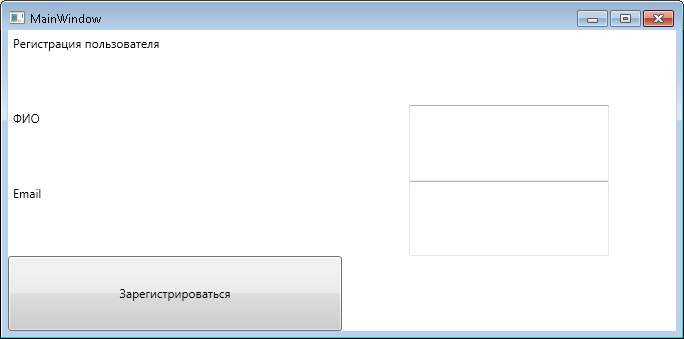 MainWindow
Регистрация пользователя
ФИО
Email
Зарегистрироваться